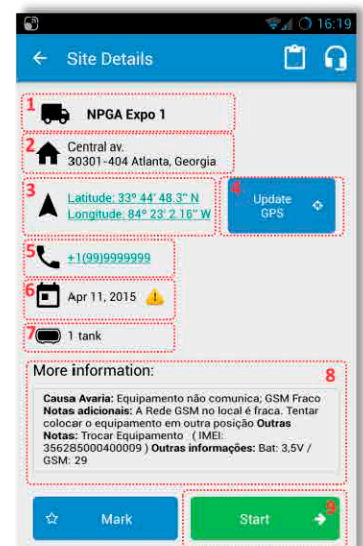 16:19
Site Details
1 NPGA Expo 1
2 Central av.
30301-404 Atlanta, Georgia
3 Latitude: 33º 44' 48.3" N
Longitude: 84º 23' 2.16" W
4 Update
GPS
5 +1(99)9999999
6 Apr 11, 2015
7 1 tank
More information:
8
Causa Avaria: Equipamento não comunica; GSM Fraco
Notas adicionais: A Rede GSM no local é fraca. Tentar
colocar o equipamento em outra posição Outras
Notas: Trocar Equipamento ( IMEI:
356285000400009 ) Outras informações: Bat: 3,5V /
GSM: 29
Mark
Start
9